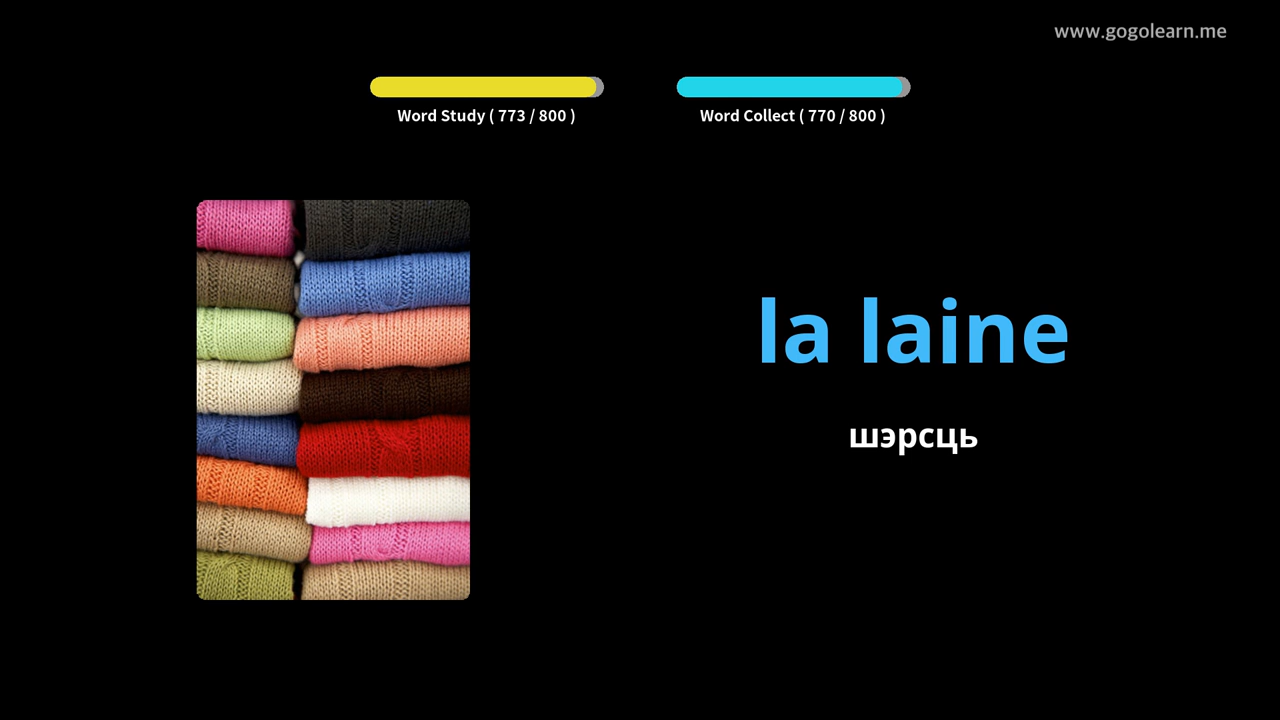 www.gogolearn.me
Word Study ( 773 / 800 )
Word Collect ( 770 / 800 )
la laine
шэрсць